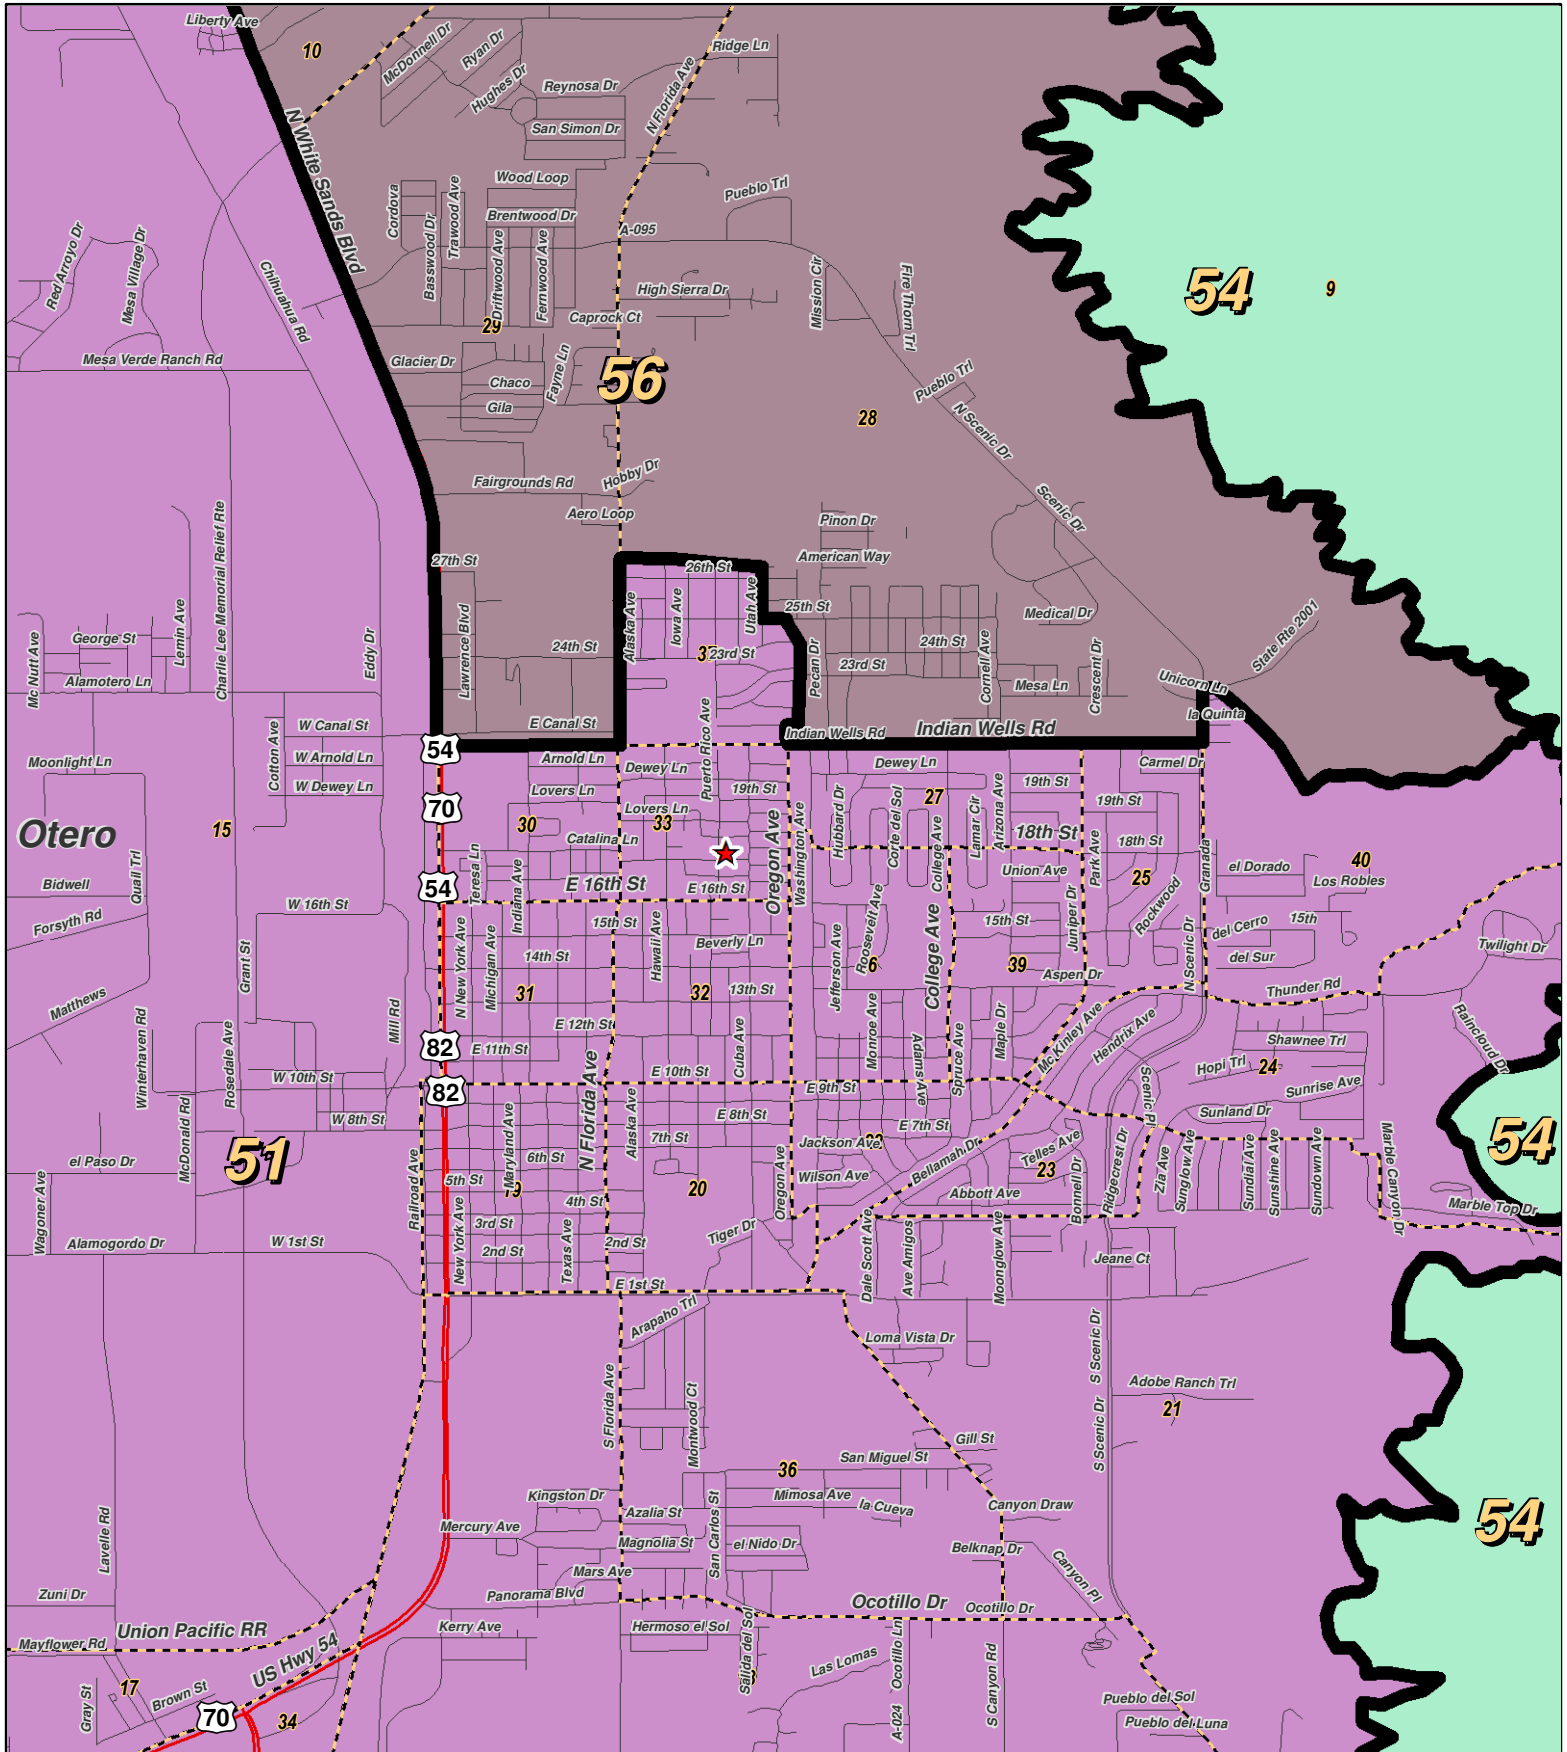 Liberty Ave
10
McDonnell Dr
Ryan Dr
Hughes Dr
Ridge Ln
Reynosa Dr
N Florida Ave
San Simon Dr
N White Sands Blvd
Wood Loop
Pueblo Trl
Cordova
Basswood Dr
Trawood Ave
Brentwood Dr
A-095
Driftwood Ave
Fernwood Ave
Red Arroyo Dr
Mesa Village Dr
Chihuahua Rd
High Sierra Dr
Mission Cir
Fire Thorn Trl
54
9
Caprock Ct
29
Mesa Verde Ranch Rd
Glacier Dr
Fayne Ln
Chaco
Gila
56
Pueblo Trl
N Scenic Dr
28
Fairgrounds Rd
Hobby Dr
Aero Loop
Scenic Dr
Pinon Dr
American Way
27th St
26th St
Charlie Lee Memorial Relief Rte
Alaska Ave
Iowa Ave
Utah Ave
25th St
Medical Dr
State Rte 2001
Mc Nutt Ave
George St
Lemin Ave
Eddy Dr
Lawrence Blvd
24th St
23rd St
Pecan Dr
24th St
23rd St
Cornell Ave
Crescent Dr
Mesa Ln
Alamotero Ln
Unicorn Ln
la Quinta
W Canal St
E Canal St
Puerto Rico Ave
Indian Wells Rd
Indian Wells Rd
54
Moonlight Ln
Cotton Ave
W Arnold Ln
Arnold Ln
Dewey Ln
Dewey Ln
Carmel Dr
W Dewey Ln
Lovers Ln
19th St
19th St
19th St
70
Lovers Ln
Hubbard Dr
Corte del Sol
27
Lamar Cir
Arizona Ave
Otero
15
30
33
Catalina Ln
Oregon Ave
Washington Ave
College Ave
18th St
Park Ave
18th St
Granada
el Dorado
40
Los Robles
Bidwell
Quail Trl
54
Teresa Ln
Indiana Ave
E 16th St
E 16th St
Union Ave
25
Rockwood
Forsyth Rd
W 16th St
15th St
Roosevelt Ave
15th St
Juniper Dr
del Cerro
15th
Grant St
N New York Ave
Michigan Ave
14th St
Hawaii Ave
Beverly Ln
Jefferson Ave
6
College Ave
39
Aspen Dr
N Scenic Dr
del Sur
Twilight Dr
Matthews
31
32
13th St
Thunder Rd
Winterhaven Rd
Mill Rd
E 12th St
Monroe Ave
Maple Dr
Mc Kinley Ave
Hendrix Ave
Raincloud Dr
Rosedale Ave
82
E 11th St
Cuba Ave
Adams Ave
Spruce Ave
Shawnee Trl
Hopi Trl
24
W 10th St
N Florida Ave
E 10th St
Scenic Pl
Sunrise Ave
82
E 9th St
McDonald Rd
W 8th St
Maryland Ave
Alaska Ave
E 8th St
E 7th St
Sunland Dr
51
7th St
Jackson Ave
Bellamah Dr
Telles Ave
54
el Paso Dr
6th St
Wilson Ave
23
Ridgecrest Dr
Zia Ave
Sunglow Ave
Sundial Ave
Sunshine Ave
Sundown Ave
Marble Canyon Dr
Wagoner Ave
Railroad Ave
5th St
19
20
Oregon Ave
Abbott Ave
Bonnell Dr
Marble Top Dr
4th St
3rd St
Tiger Dr
Alamogordo Dr
W 1st St
New York Ave
2nd St
Texas Ave
2nd St
Dale Scott Ave
Ave Amigos
Moonglow Ave
Jeane Ct
E 1st St
Arapaho Trl
Loma Vista Dr
S Scenic Dr
S Florida Ave
Montwood Ct
Adobe Ranch Trl
21
S Scenic Dr
Gill St
36
San Miguel St
Kingston Dr
Mimosa Ave
la Cueva
Canyon Draw
54
Lavelle Rd
Mercury Ave
Azalia St
San Carlos St
Magnolia St
el Nido Dr
Belknap Dr
Canyon Pl
Mars Ave
Zuni Dr
Panorama Blvd
Ocotillo Dr
Ocotillo Dr
Union Pacific RR
Kerry Ave
Hermoso el Sol
Salida del Sol
Mayflower Rd
US Hwy 54
Las Lomas
Ocotillo Ln
S Canyon Rd
17
Gray St
Brown St
70
34
A-024
Pueblo del Sol
Pueblo del Luna